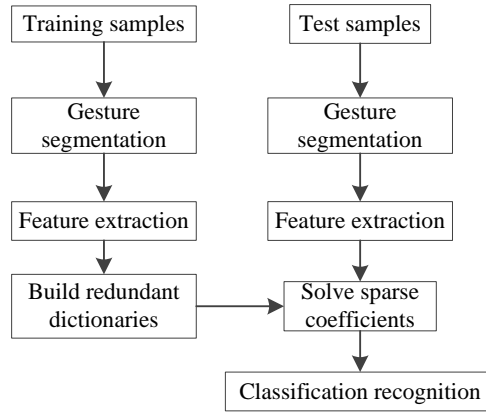 Training samples
Gesture
segmentation
Feature extraction
Build redundant
dictionaries
Test samples
Gesture
segmentation
Feature extraction
Solve sparse
coefficients
Classification recognition